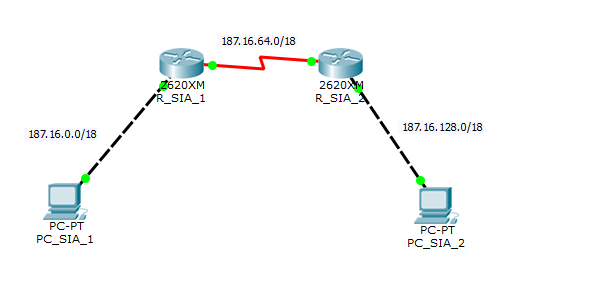 187.16.64.0/18
2620XM
R_SIA_1
2620XM
R_SIA_2
187.16.0.0/18
187.16.128.0/18
PC-PT
PC_SIA_1
PC-PT
PC_SIA_2